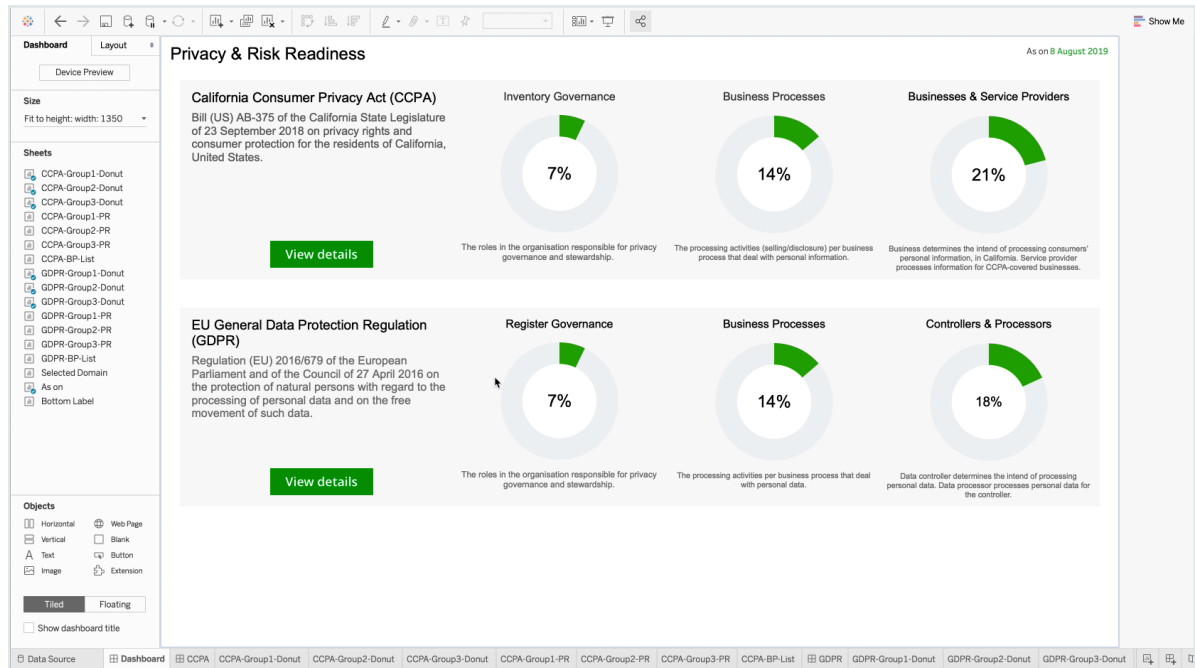 Show Me
Dashboard
Layout
Device Preview
Size
Fit to height: width: 1350
Sheets
CCPA-Group1-Donut
CCPA-Group2-Donut
CCPA-Group3-Donut
CCPA-Group1-PR
CCPA-Group2-PR
CCPA-Group3-PR
CCPA-BP-List
GDPR-Group1-Donut
GDPR-Group2-Donut
GDPR-Group3-Donut
GDPR-Group1-PR
GDPR-Group2-PR
GDPR-Group3-PR
GDPR-BP-List
Selected Domain
As on
Bottom Label
Objects
Horizontal
Web Page
Vertical
Blank
A Text
Button
Image
Extension
Tiled
Floating
Show dashboard title
Privacy & Risk Readiness
As on 8 August 2019
California Consumer Privacy Act (CCPA)
Bill (US) AB-375 of the California State Legislature
of 23 September 2018 on privacy rights and
consumer protection for the residents of California,
United States.
View details
Inventory Governance
7%
The roles in the organisation responsible for privacy
governance and stewardship.
Business Processes
14%
The processing activities (selling/disclosure) per business
process that deal with personal information.
Businesses & Service Providers
21%
Business determines the intend of processing consumers'
personal information, in California. Service provider
processes information for CCPA-covered businesses.
EU General Data Protection Regulation
(GDPR)
Regulation (EU) 2016/679 of the European
Parliament and of the Council of 27 April 2016 on
the protection of natural persons with regard to the
processing of personal data and on the free
movement of such data.
View details
Register Governance
7%
The roles in the organisation responsible for privacy
governance and stewardship.
Business Processes
14%
The processing activities per business process that deal
with personal data.
Controllers & Processors
18%
Data controller determines the intend of processing
personal data. Data processor processes personal data for
the controller.
Data Source
Dashboard
CCPA
CCPA-Group1-Donut
CCPA-Group2-Donut
CCPA-Group3-Donut
CCPA-Group1-PR
CCPA-Group2-PR
CCPA-Group3-PR
CCPA-BP-List
GDPR
GDPR-Group1-Donut
GDPR-Group2-Donut
GDPR-Group3-Donut